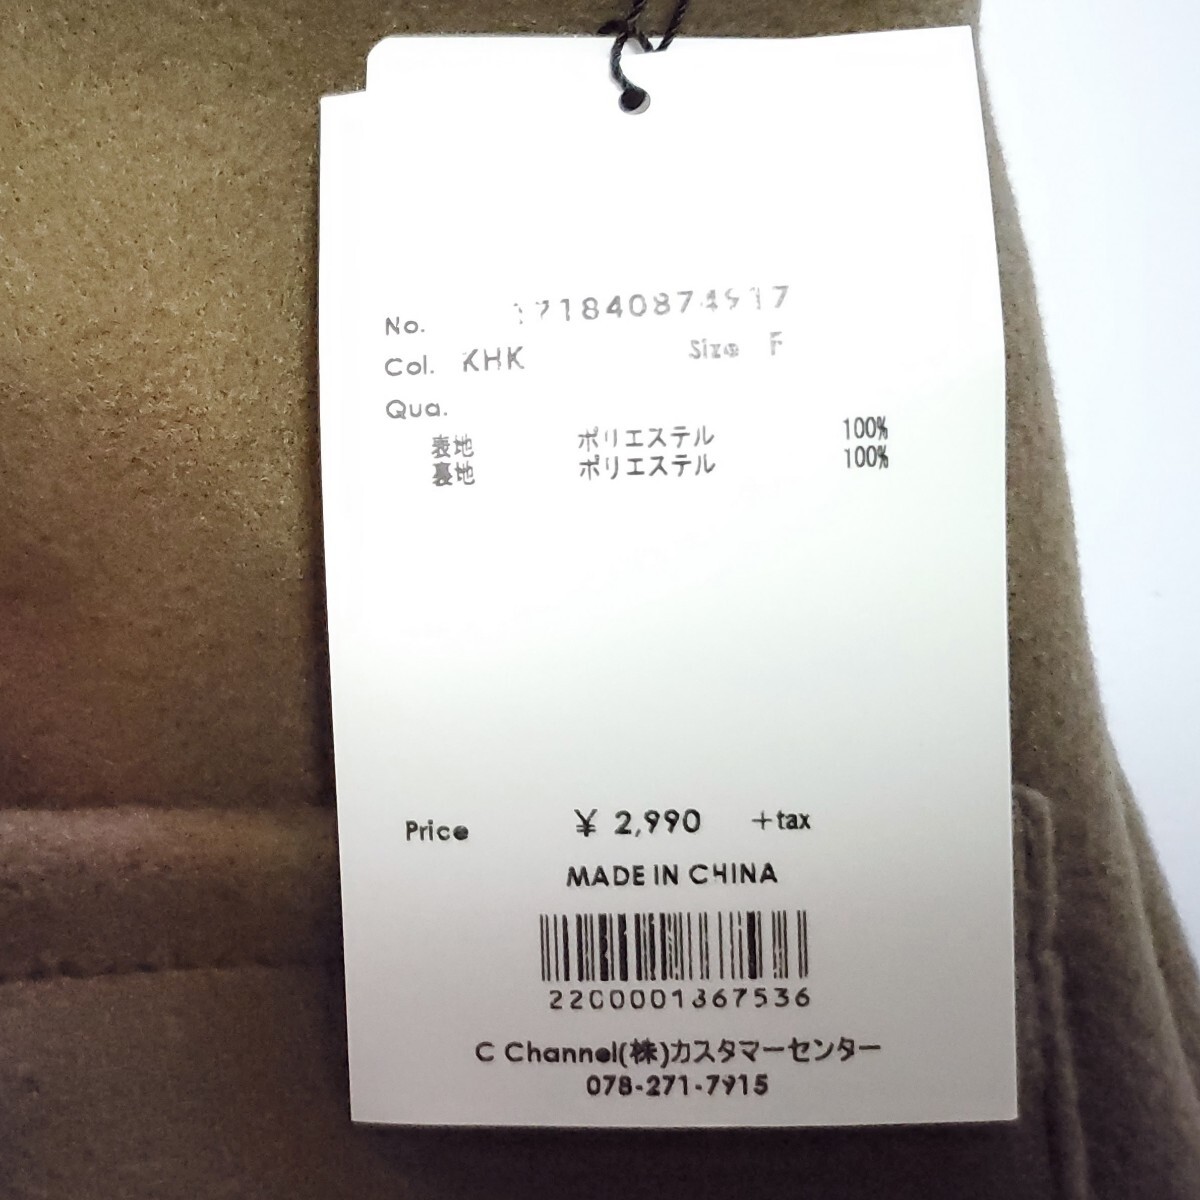 No. 171840874917
Col. KHK Size F
Qua.
表地 ポリエステル 100%
裏地 ポリエステル 100%
Price ¥ 2,990 +tax
MADE IN CHINA
2200001367536
C Channel(株)カスタマーセンター
078-271-7915